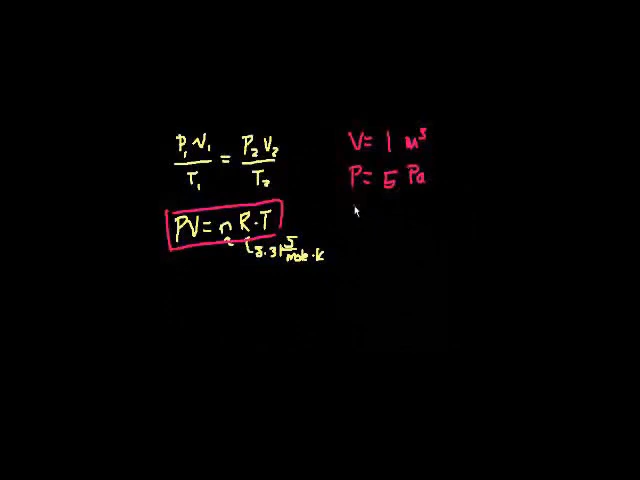 P₁V₁/T₁ = P₂V₂/T₂
PV = n R · T
8.31 J/mole·K
V = 1 m³
P = 5 Pa